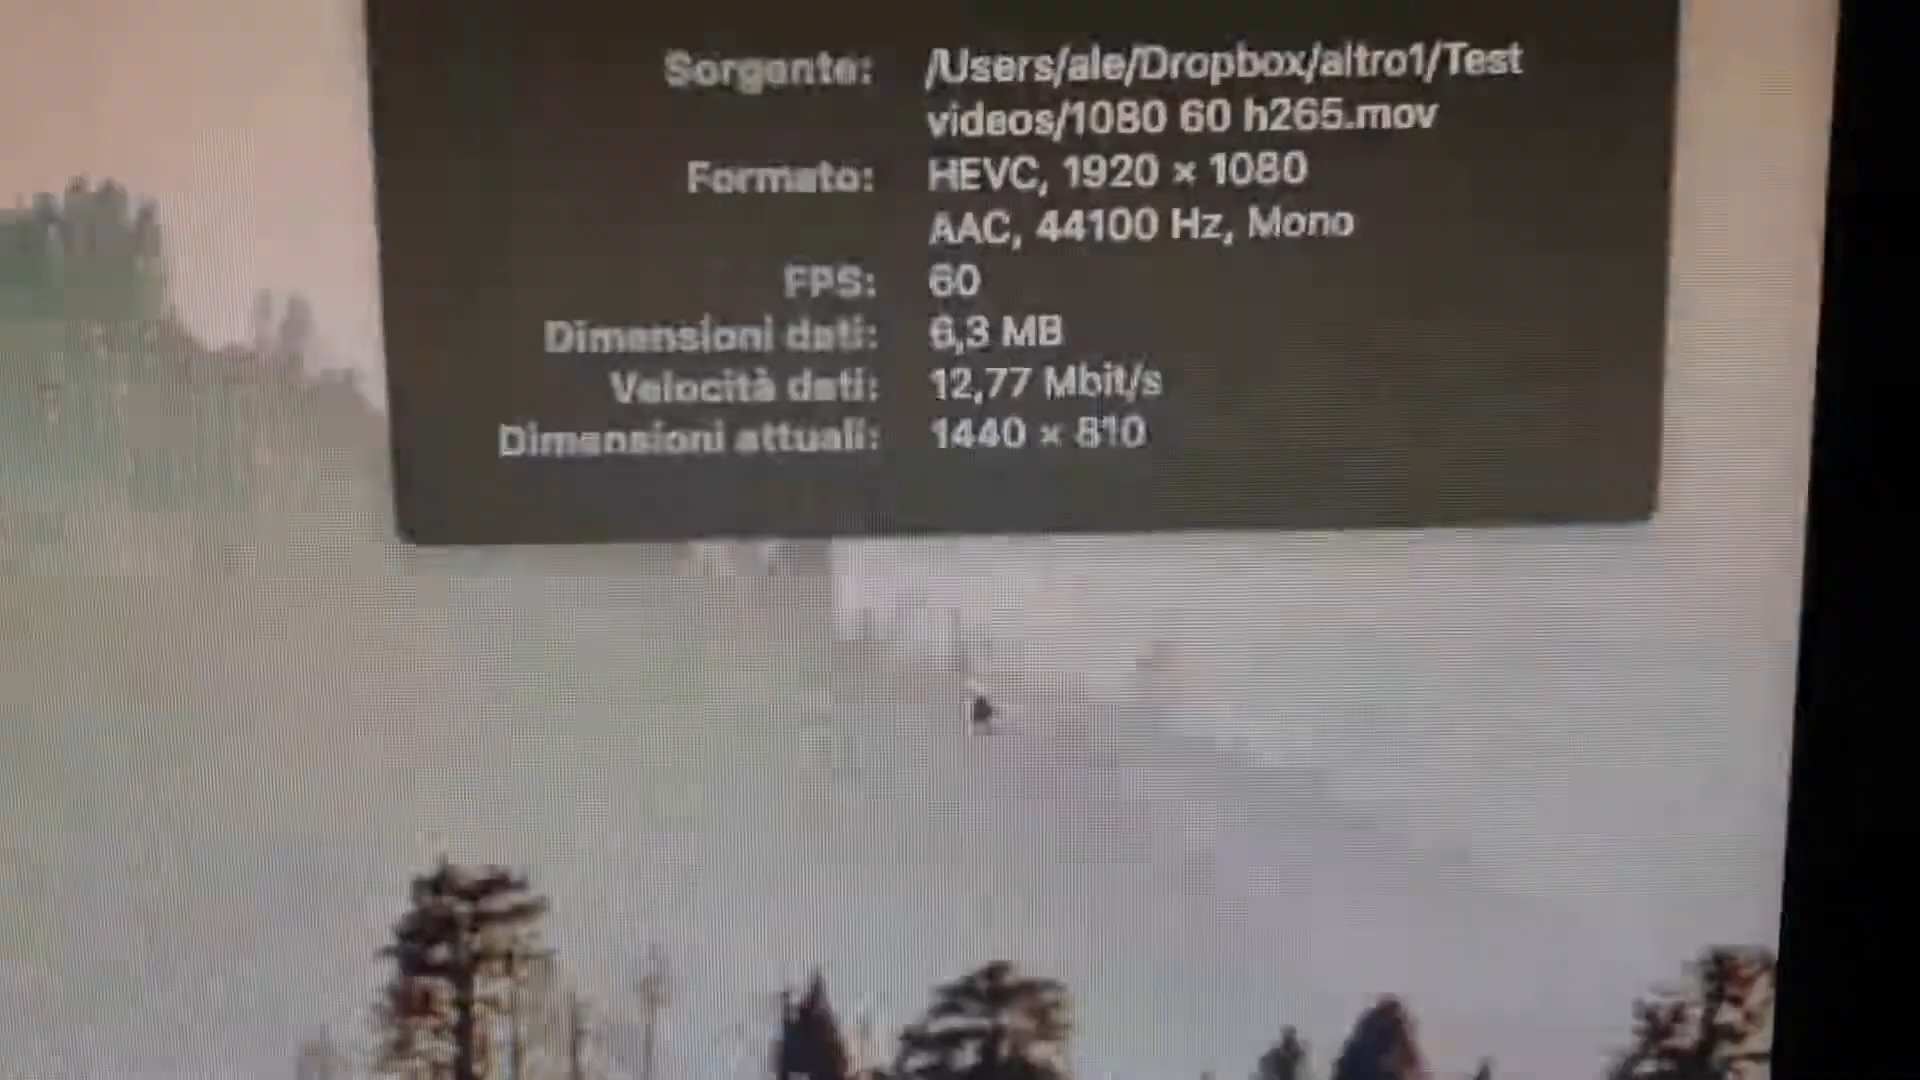 Sorgente: /Users/ale/Dropbox/altro1/Test
videos/1080 60 h265.mov
Formato: HEVC, 1920 × 1080
AAC, 44100 Hz, Mono
FPS: 60
Dimensioni dati: 6,3 MB
Velocità dati: 12,77 Mbit/s
Dimensioni attuali: 1440 × 810